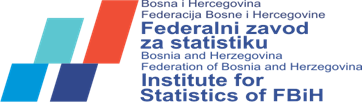 Bosna i Hercegovina
Federacija Bosne i Hercegovine
Federalni zavod
za statistiku
Bosnia and Herzegovina
Federation of Bosnia and Herzegovina
Institute for
Statistics of FBiH